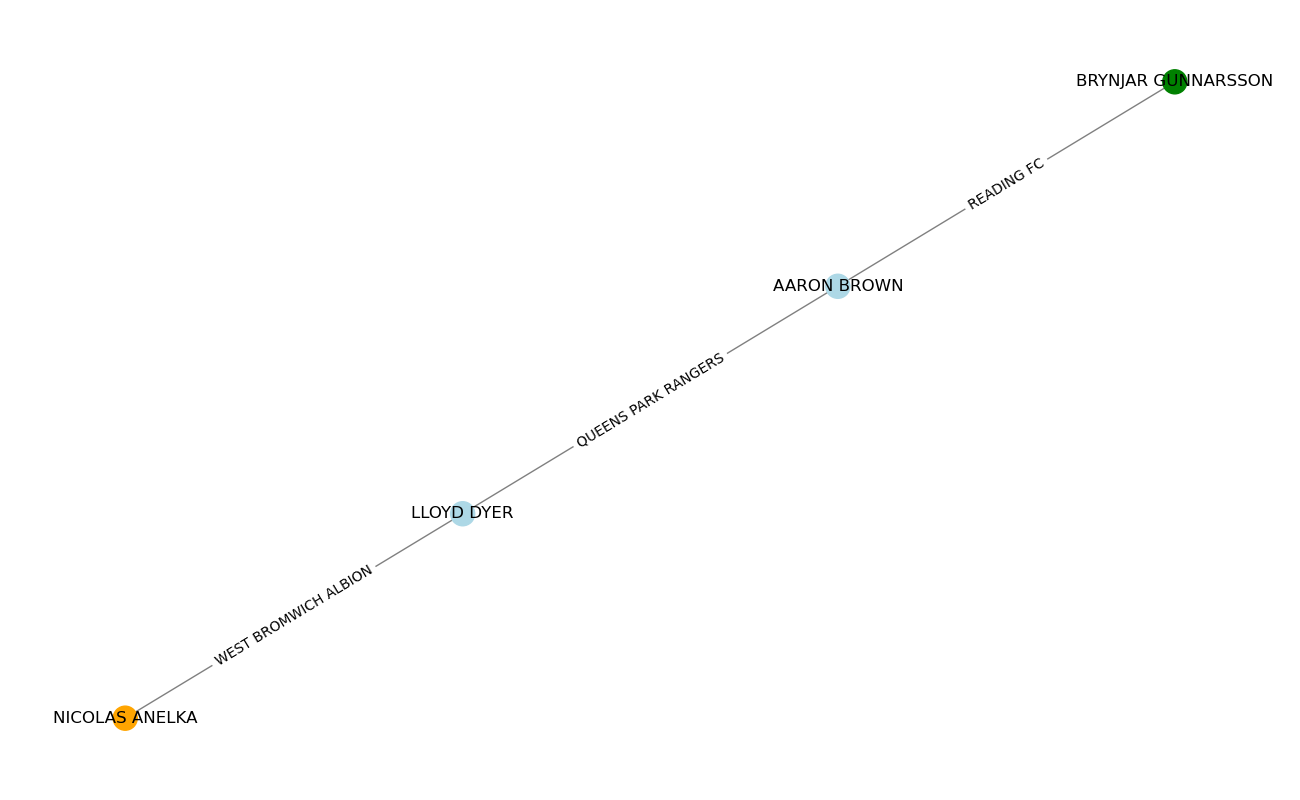 BRYNJAR GUNNARSSON
READING FC
AARON BROWN
QUEENS PARK RANGERS
LLOYD DYER
WEST BROMWICH ALBION
NICOLAS ANELKA